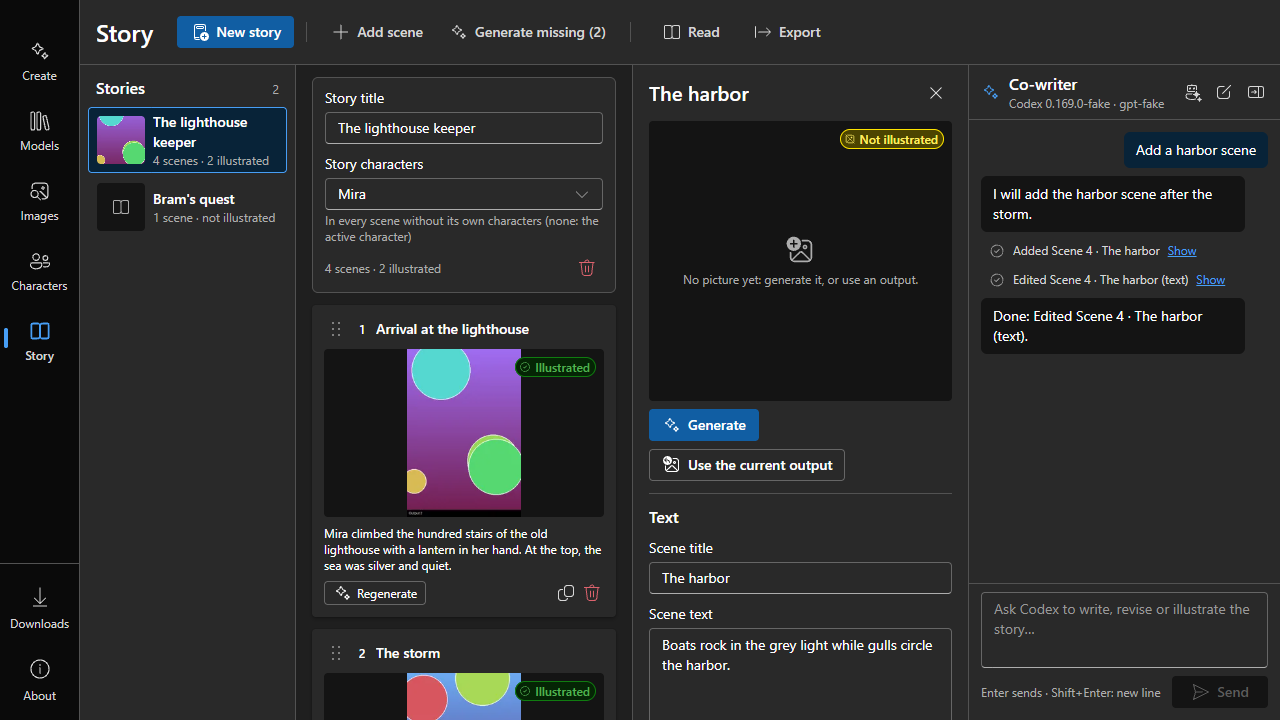 Create
Models
Images
Characters
Story
Downloads
About
Story
New story
Add scene
Generate missing (2)
Read
Export
Stories
2
The lighthouse
keeper
4 scenes · 2 illustrated
Bram's quest
1 scene · not illustrated
Story title
The lighthouse keeper
Story characters
Mira
In every scene without its own characters (none: the
active character)
4 scenes · 2 illustrated
1 Arrival at the lighthouse
Illustrated
Mira climbed the hundred stairs of the old
lighthouse with a lantern in her hand. At the top, the
sea was silver and quiet.
Regenerate
2 The storm
Illustrated
The harbor
Not illustrated
No picture yet: generate it, or use an output.
Generate
Use the current output
Text
Scene title
The harbor
Scene text
Boats rock in the grey light while gulls circle
the harbor.
Co-writer
Codex 0.169.0-fake · gpt-fake
Add a harbor scene
I will add the harbor scene after the
storm.
Added Scene 4 · The harbor Show
Edited Scene 4 · The harbor (text) Show
Done: Edited Scene 4 · The harbor
(text).
Ask Codex to write, revise or illustrate the
story...
Enter sends · Shift+Enter: new line
Send